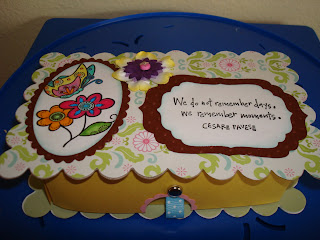 We do not remember days.
we remember moments.
CESARE PAVESE